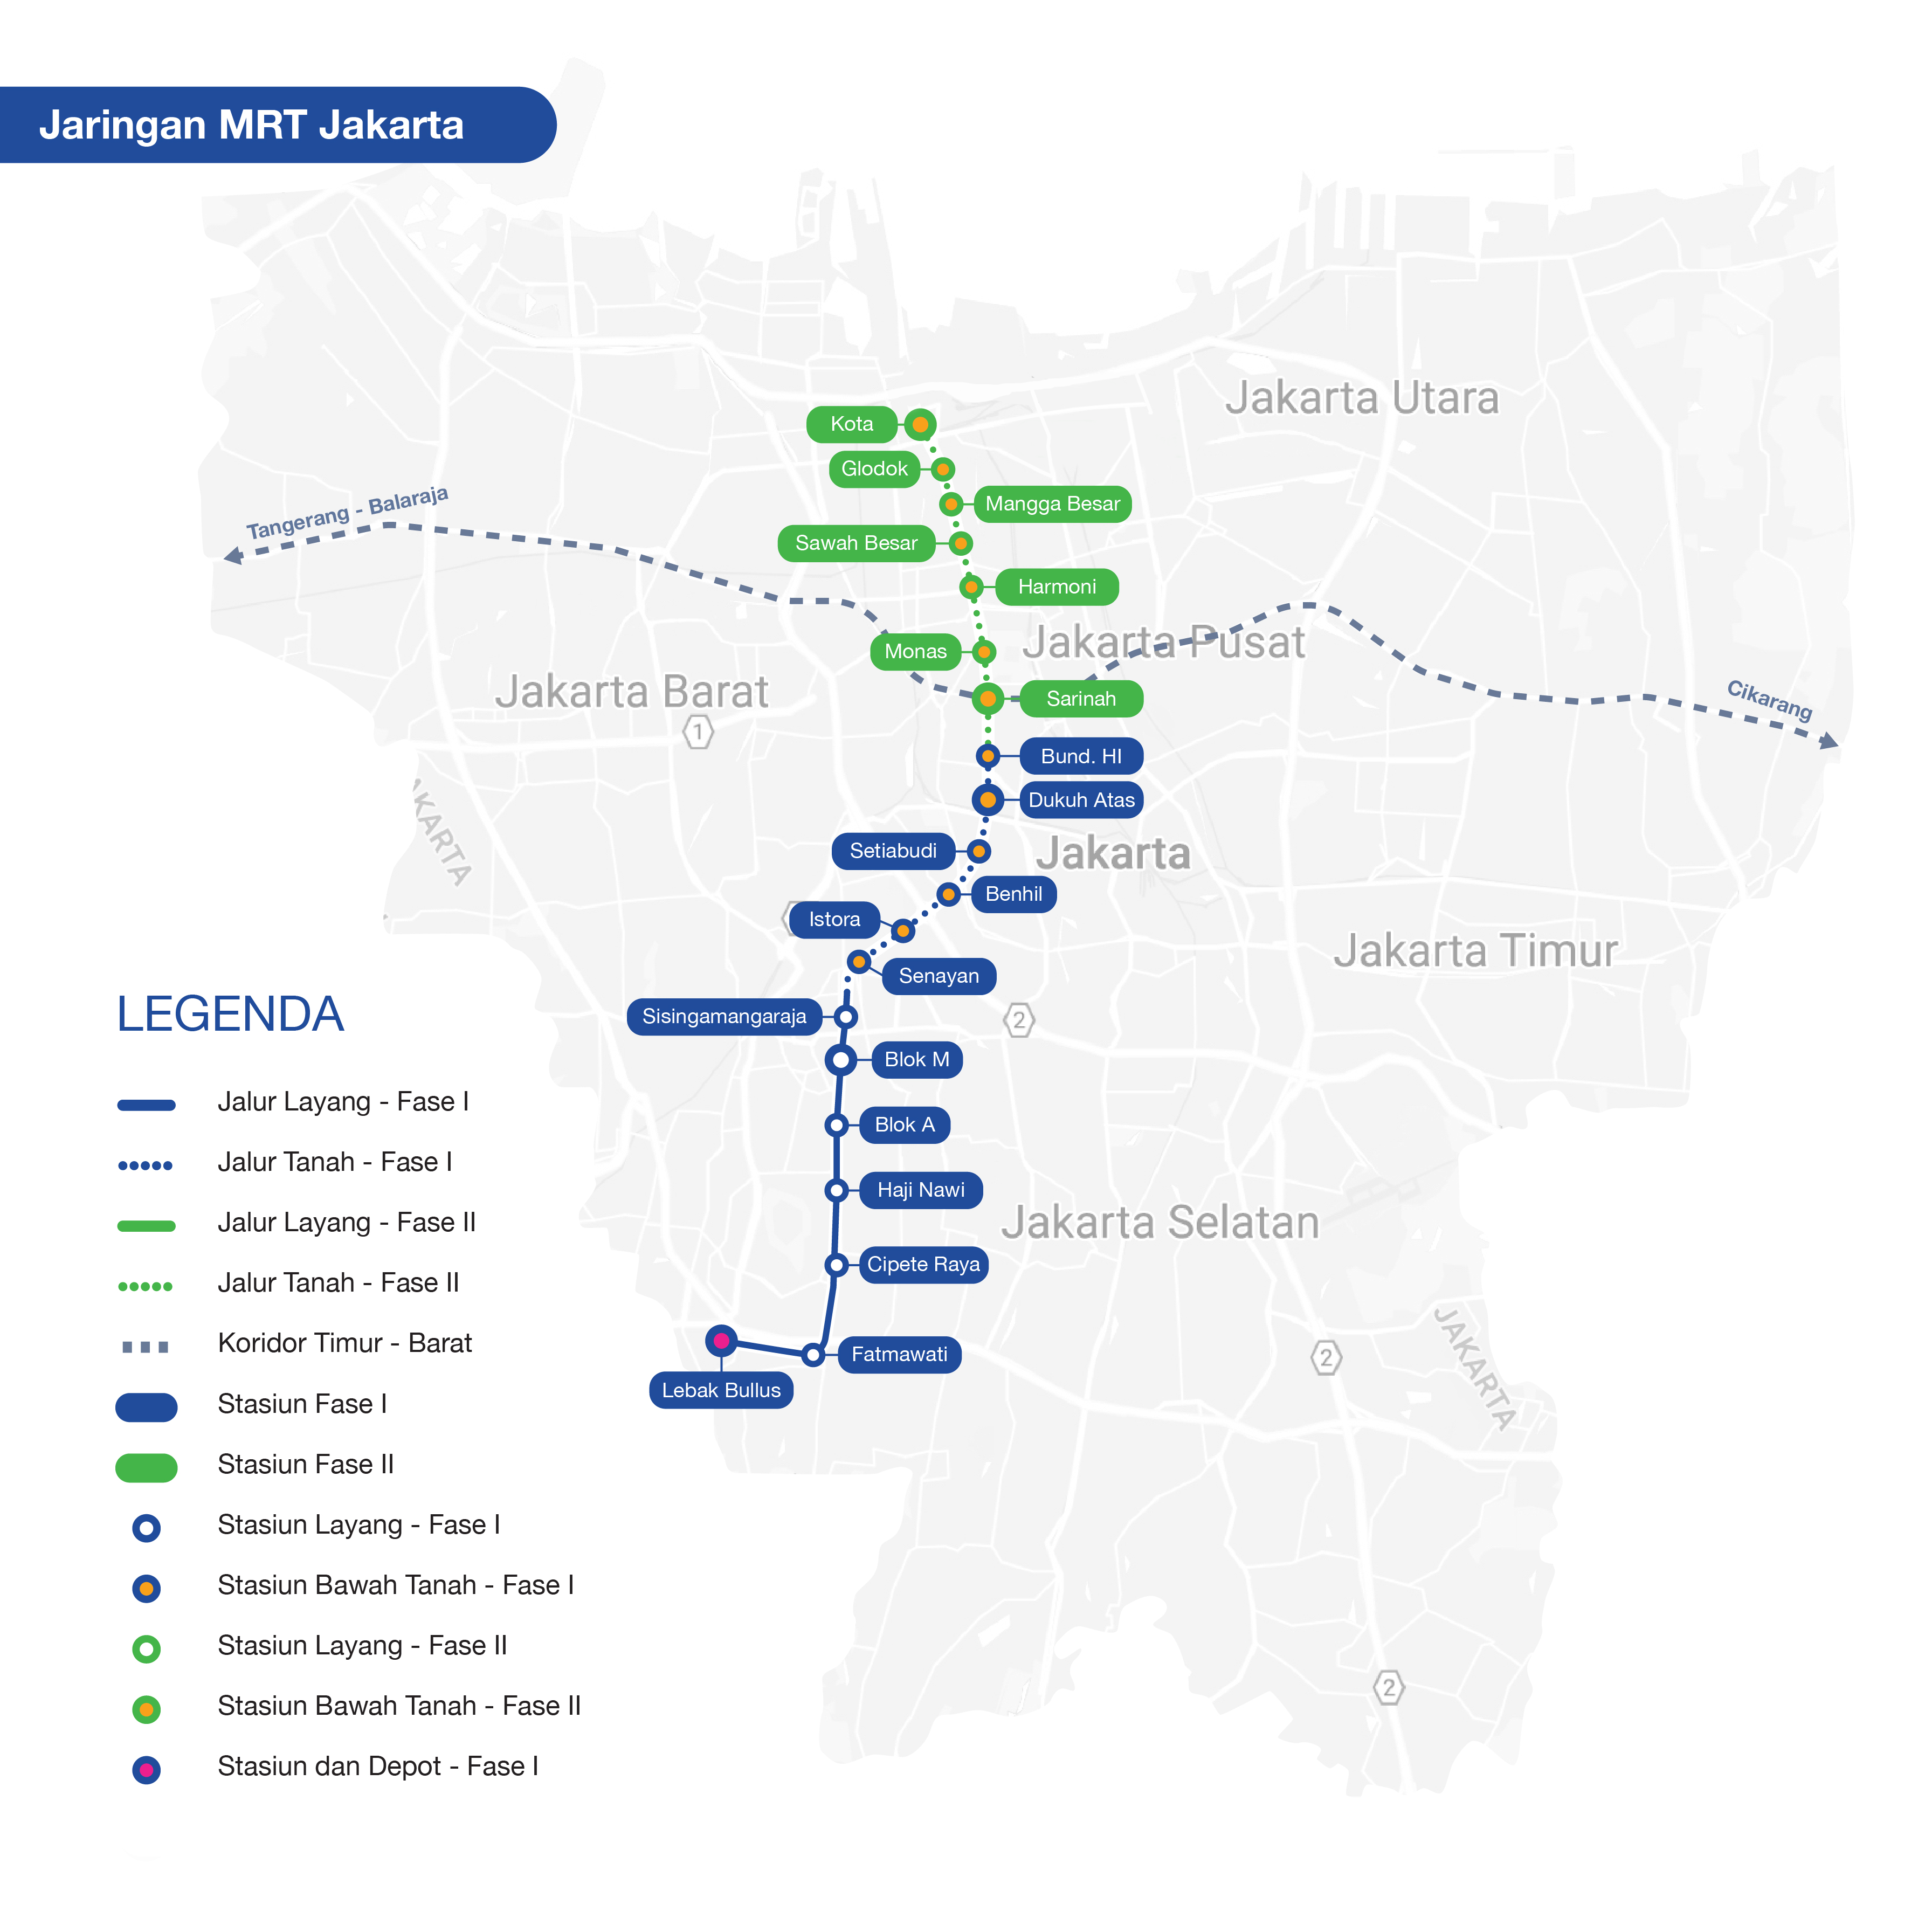 Jaringan MRT Jakarta
Jakarta Utara
Kota
Glodok
Tangerang - Balaraja
Mangga Besar
Sawah Besar
Harmoni
Jakarta Pusat
Monas
Jakarta Barat
Sarinah
Cikarang
1
Bund. HI
Dukuh Atas
KARTA
Setiabudi
Jakarta
Benhil
Istora
Jakarta Timur
Senayan
Sisingamangaraja
2
Blok M
Blok A
Haji Nawi
Jakarta Selatan
Cipete Raya
Fatmawati
2
JAKARTA
Lebak Bullus
2
LEGENDA
Jalur Layang - Fase I
Jalur Tanah - Fase I
Jalur Layang - Fase II
Jalur Tanah - Fase II
Koridor Timur - Barat
Stasiun Fase I
Stasiun Fase II
Stasiun Layang - Fase I
Stasiun Bawah Tanah - Fase I
Stasiun Layang - Fase II
Stasiun Bawah Tanah - Fase II
Stasiun dan Depot - Fase I